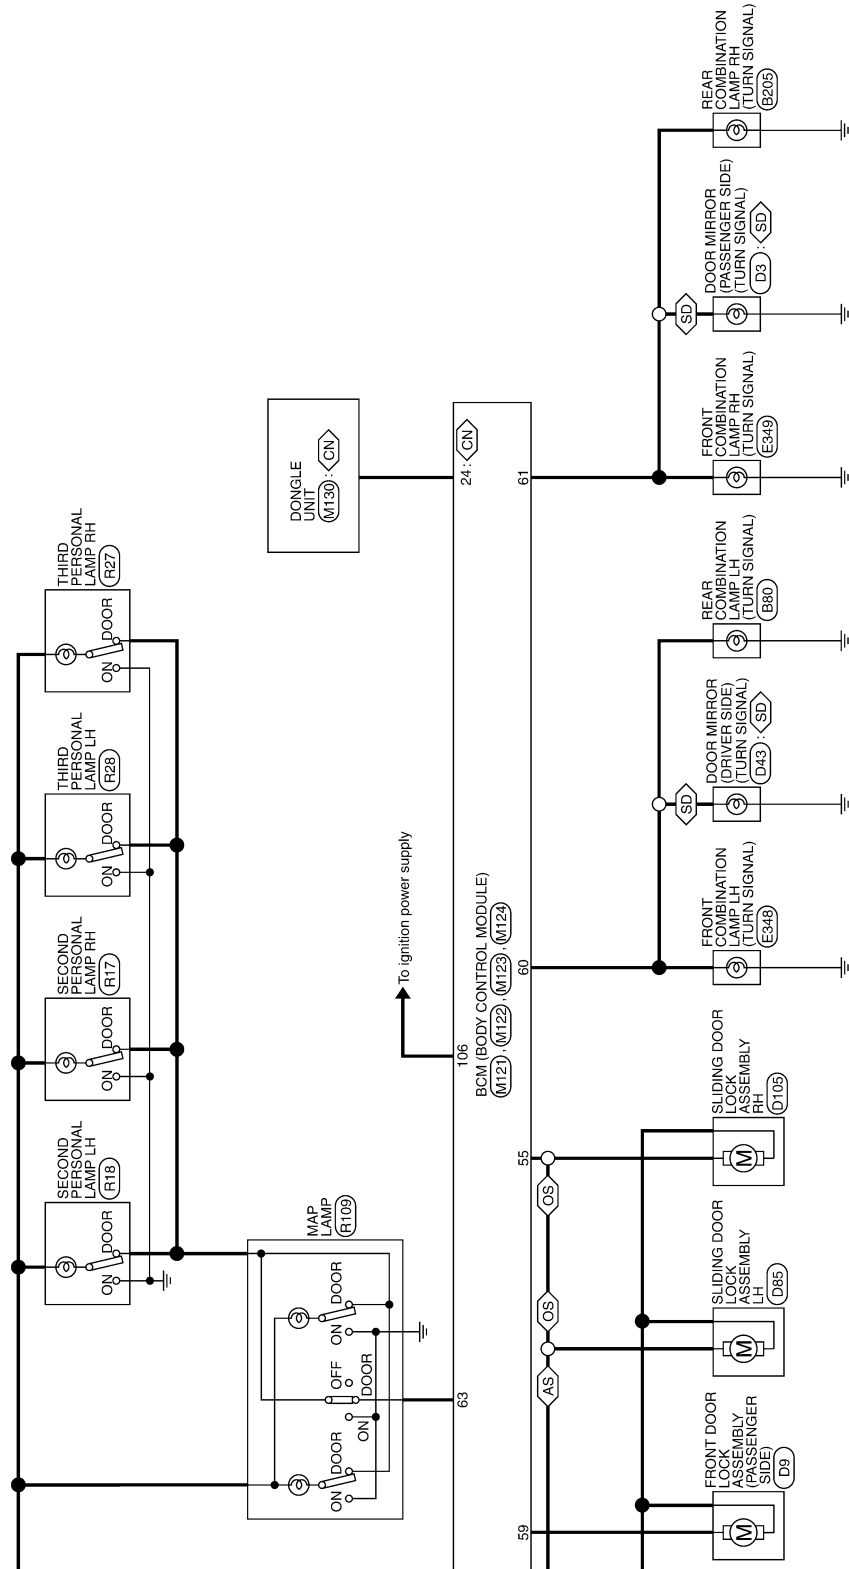 REAR
COMBINATION
LAMP RH
(TURN SIGNAL)
B205
DOOR MIRROR
(PASSENGER SIDE)
(TURN SIGNAL)
D3 : SD
SD
FRONT
COMBINATION
LAMP RH
(TURN SIGNAL)
E349
DONGLE
UNIT
M130 : CN
24 : CN
61
THIRD
PERSONAL
LAMP RH
R27
DOOR
ON
THIRD
PERSONAL
LAMP LH
R28
DOOR
ON
SECOND
PERSONAL
LAMP RH
R17
DOOR
ON
SECOND
PERSONAL
LAMP LH
R18
DOOR
ON
REAR
COMBINATION
LAMP LH
(TURN SIGNAL)
B80
DOOR MIRROR
(DRIVER SIDE)
(TURN SIGNAL)
D43 : SD
SD
FRONT
COMBINATION
LAMP LH
(TURN SIGNAL)
E348
To ignition power supply
106
BCM (BODY CONTROL MODULE)
M121 , M122 , M123 , M124
60
55
OS
OS
AS
59
63
MAP
LAMP
R109
DOOR
ON
OFF
DOOR
ON
DOOR
ON
SLIDING DOOR
LOCK
ASSEMBLY
RH
D105
M
SLIDING DOOR
LOCK
ASSEMBLY
LH
D85
M
FRONT DOOR
LOCK
ASSEMBLY
(PASSENGER
SIDE)
D9
M